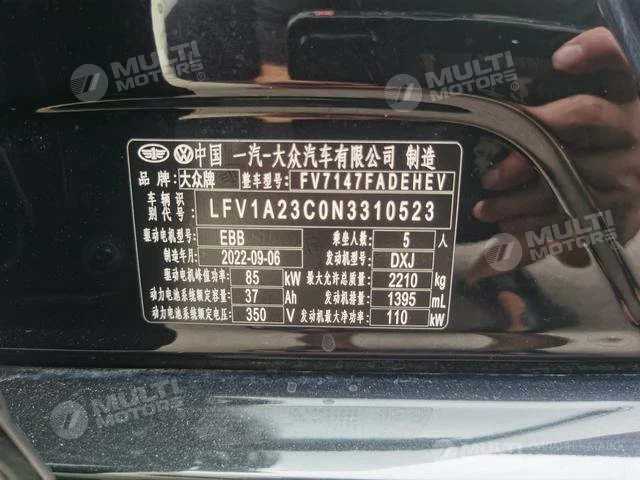 中国 一汽-大众汽车有限公司 制造
品牌: 大众牌 整车型号: FV7147FADEHEV
车辆识别代号: LFV1A23C0N3310523
驱动电机型号: EBB 乘坐人数: 5 人
制造年月: 2022-09-06 发动机型号: DXJ
驱动电机峰值功率: 85 kW 最大允许总质量: 2210 kg
动力电池系统额定容量: 37 Ah 发动机排量: 1395 mL
动力电池系统额定电压: 350 V 发动机最大净功率: 110 kW
MULTI MOTORS
MULTI MOTORS
MULTI MOTORS
MULTI